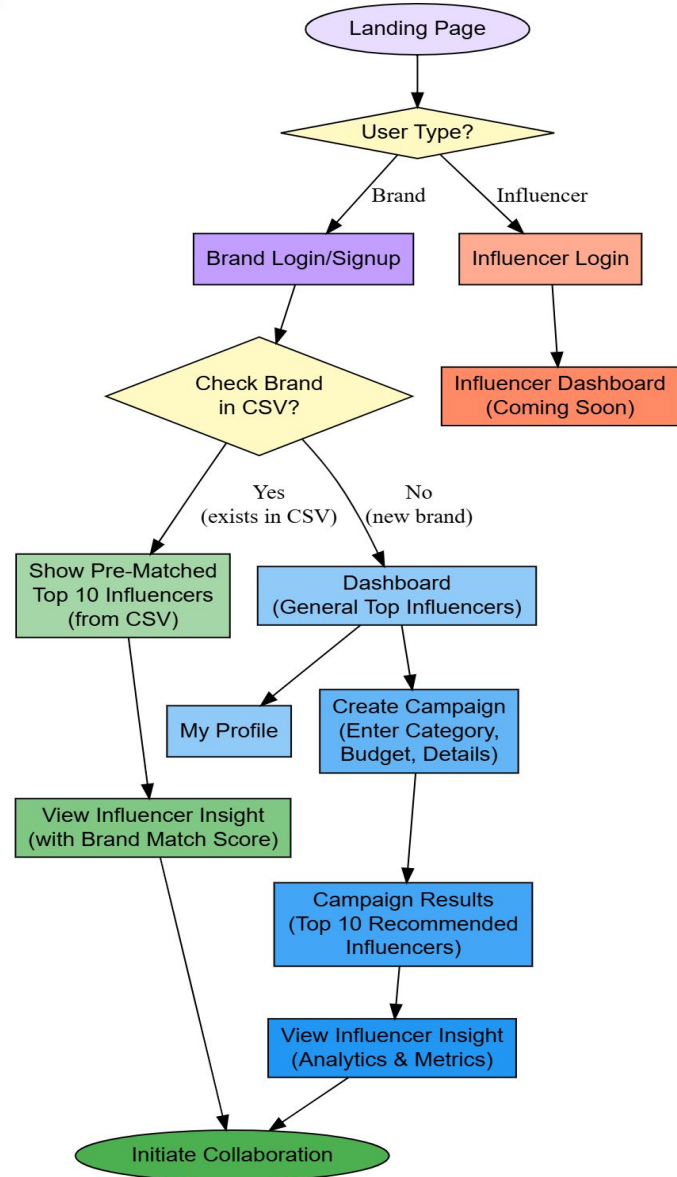 Landing Page
User Type?
Brand
Influencer
Brand Login/Signup
Influencer Login
Check Brand
in CSV?
Influencer Dashboard
(Coming Soon)
Yes
(exists in CSV)
No
(new brand)
Show Pre-Matched
Top 10 Influencers
(from CSV)
Dashboard
(General Top Influencers)
My Profile
Create Campaign
(Enter Category,
Budget, Details)
View Influencer Insight
(with Brand Match Score)
Campaign Results
(Top 10 Recommended
Influencers)
View Influencer Insight
(Analytics & Metrics)
Initiate Collaboration